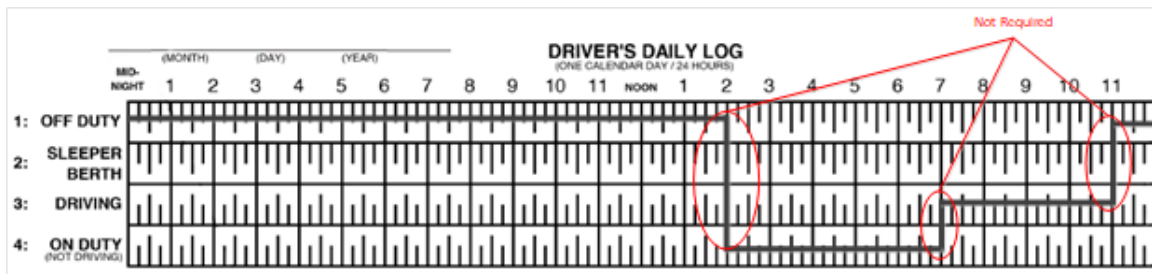 Not Required
DRIVER'S DAILY LOG
(ONE CALENDAR DAY / 24 HOURS)
(MONTH) (DAY) (YEAR)
MID-
NIGHT 1 2 3 4 5 6 7 8 9 10 11 NOON 1 2 3 4 5 6 7 8 9 10 11
1: OFF DUTY
2: SLEEPER
BERTH
3: DRIVING
4: ON DUTY
(NOT DRIVING)